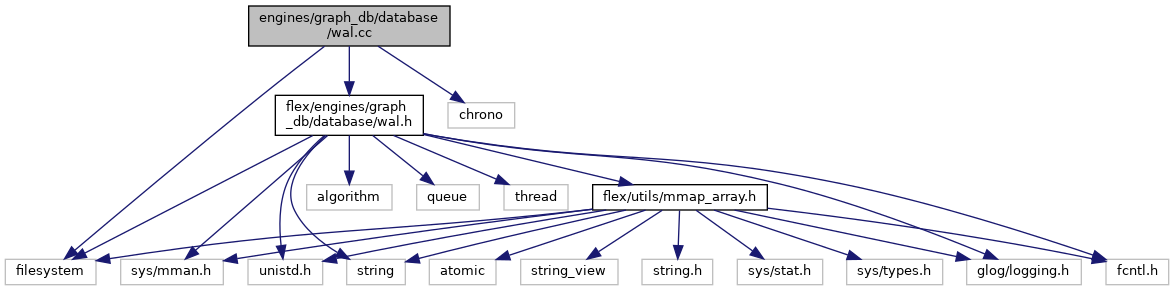 engines/graph_db/database
/wal.cc
flex/engines/graph
_db/database/wal.h
chrono
algorithm
queue
thread
flex/utils/mmap_array.h
filesystem
sys/mman.h
unistd.h
string
atomic
string_view
string.h
sys/stat.h
sys/types.h
glog/logging.h
fcntl.h